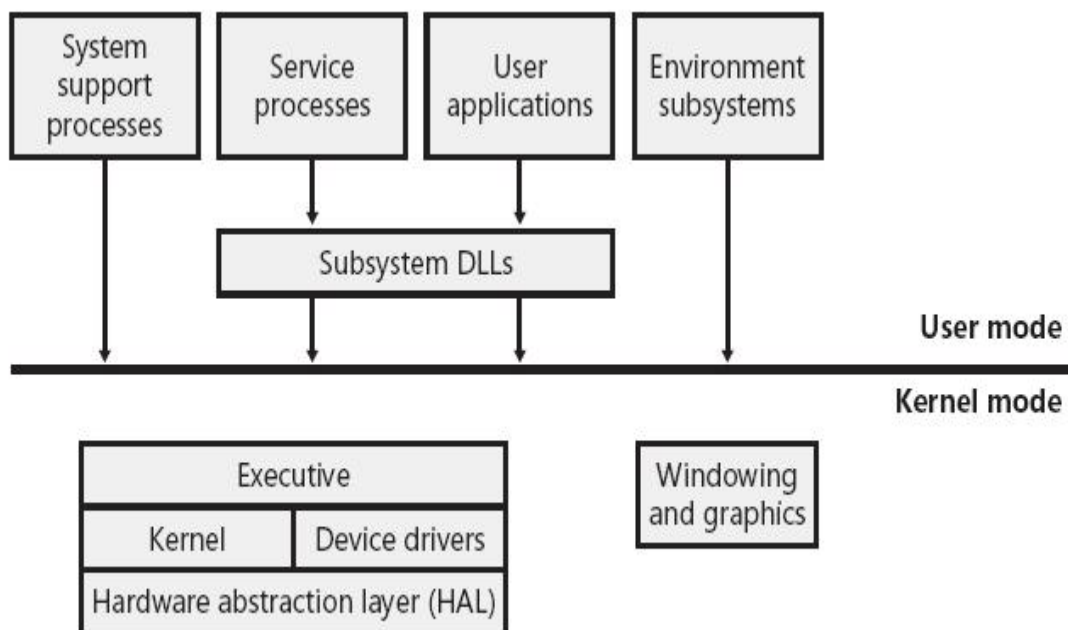 System
support
processes
Service
processes
User
applications
Environment
subsystems
Subsystem DLLs
User mode
Kernel mode
Executive
Kernel
Device drivers
Hardware abstraction layer (HAL)
Windowing
and graphics